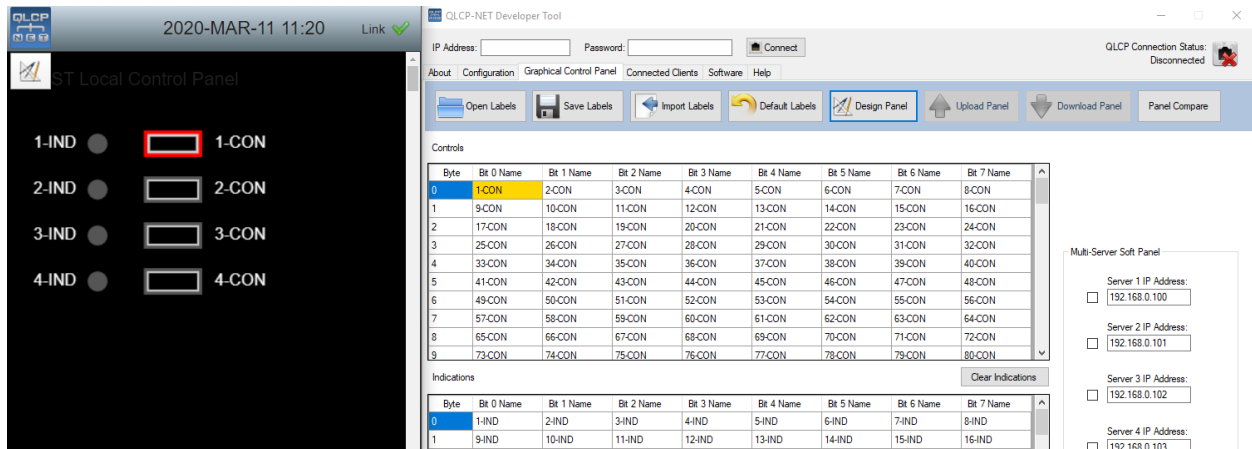 QLCP
NET
2020-MAR-11 11:20
Link
ST Local Control Panel
1-IND
1-CON
2-IND
2-CON
3-IND
3-CON
4-IND
4-CON
QLCP-NET Developer Tool
IP Address:
Password:
Connect
QLCP Connection Status:
Disconnected
About Configuration Graphical Control Panel Connected Clients Software Help
Open Labels
Save Labels
Import Labels
Default Labels
Design Panel
Upload Panel
Download Panel
Panel Compare
Controls
Byte Bit 0 Name Bit 1 Name Bit 2 Name Bit 3 Name Bit 4 Name Bit 5 Name Bit 6 Name Bit 7 Name
0 1-CON 2-CON 3-CON 4-CON 5-CON 6-CON 7-CON 8-CON
1 9-CON 10-CON 11-CON 12-CON 13-CON 14-CON 15-CON 16-CON
2 17-CON 18-CON 19-CON 20-CON 21-CON 22-CON 23-CON 24-CON
3 25-CON 26-CON 27-CON 28-CON 29-CON 30-CON 31-CON 32-CON
4 33-CON 34-CON 35-CON 36-CON 37-CON 38-CON 39-CON 40-CON
5 41-CON 42-CON 43-CON 44-CON 45-CON 46-CON 47-CON 48-CON
6 49-CON 50-CON 51-CON 52-CON 53-CON 54-CON 55-CON 56-CON
7 57-CON 58-CON 59-CON 60-CON 61-CON 62-CON 63-CON 64-CON
8 65-CON 66-CON 67-CON 68-CON 69-CON 70-CON 71-CON 72-CON
9 73-CON 74-CON 75-CON 76-CON 77-CON 78-CON 79-CON 80-CON
Indications
Clear Indications
Byte Bit 0 Name Bit 1 Name Bit 2 Name Bit 3 Name Bit 4 Name Bit 5 Name Bit 6 Name Bit 7 Name
0 1-IND 2-IND 3-IND 4-IND 5-IND 6-IND 7-IND 8-IND
1 9-IND 10-IND 11-IND 12-IND 13-IND 14-IND 15-IND 16-IND
Multi-Server Soft Panel
Server 1 IP Address:
192.168.0.100
Server 2 IP Address:
192.168.0.101
Server 3 IP Address:
192.168.0.102
Server 4 IP Address:
192.168.0.103